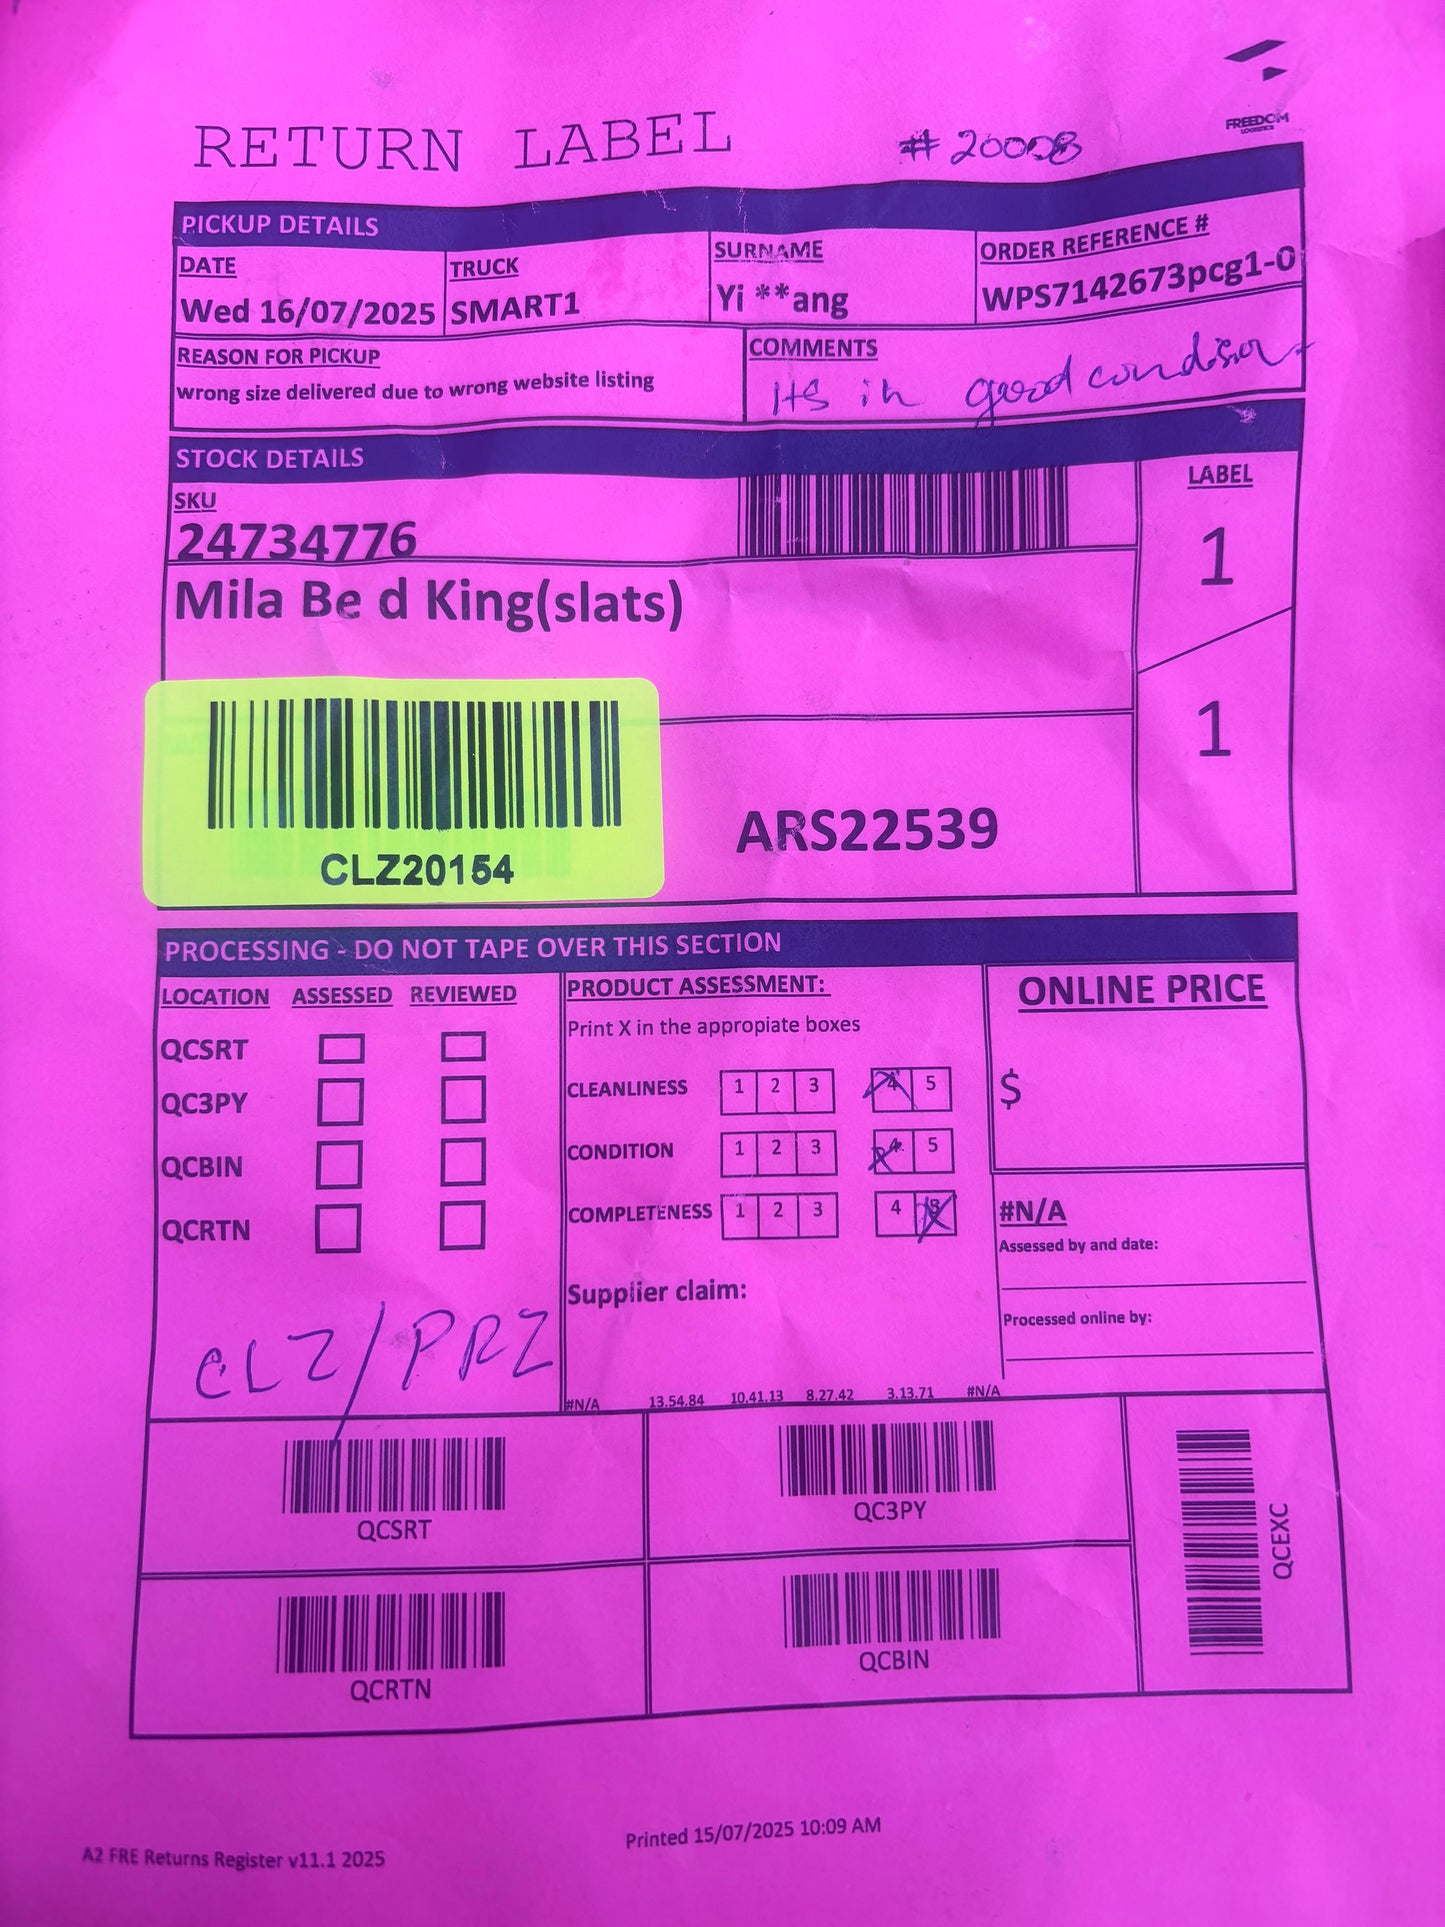 FREEDOM
LOGISTICS
RETURN LABEL
PICKUP DETAILS
DATE TRUCK SURNAME ORDER REFERENCE #
Wed 16/07/2025 SMART1 Yi **ang WPS7142673pcg1-0
REASON FOR PICKUP COMMENTS
wrong size delivered due to wrong website listing its in good condison
STOCK DETAILS
SKU LABEL
24734776
1
Mila Be d King(slats)
1
ARS22539
CLZ20154
PROCESSING - DO NOT TAPE OVER THIS SECTION
LOCATION ASSESSED REVIEWED
QCSRT
QC3PY
QCBIN
QCRTN
CLZ/PRZ
PRODUCT ASSESSMENT:
Print X in the appropiate boxes
CLEANLINESS 1 2 3 4 5
CONDITION 1 2 3 4 5
COMPLETENESS 1 2 3 4 5
Supplier claim:
#N/A 13.54.84 10.41.13 8.27.42 3.13.71 #N/A
ONLINE PRICE
$
#N/A
Assessed by and date:
Processed online by:
QCSRT QC3PY
QCEXC
QCRTN QCBIN
A2 FRE Returns Register v11.1 2025 Printed 15/07/2025 10:09 AM